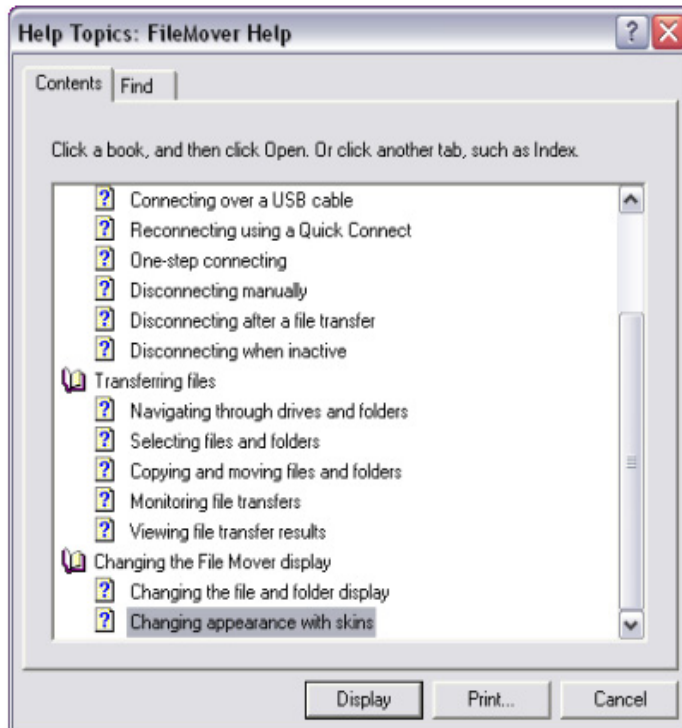 Help Topics: FileMover Help
Contents
Find
Click a book, and then click Open. Or click another tab, such as Index.
Connecting over a USB cable
Reconnecting using a Quick Connect
One-step connecting
Disconnecting manually
Disconnecting after a file transfer
Disconnecting when inactive
Transferring files
Navigating through drives and folders
Selecting files and folders
Copying and moving files and folders
Monitoring file transfers
Viewing file transfer results
Changing the File Mover display
Changing the file and folder display
Changing appearance with skins
Display
Print...
Cancel